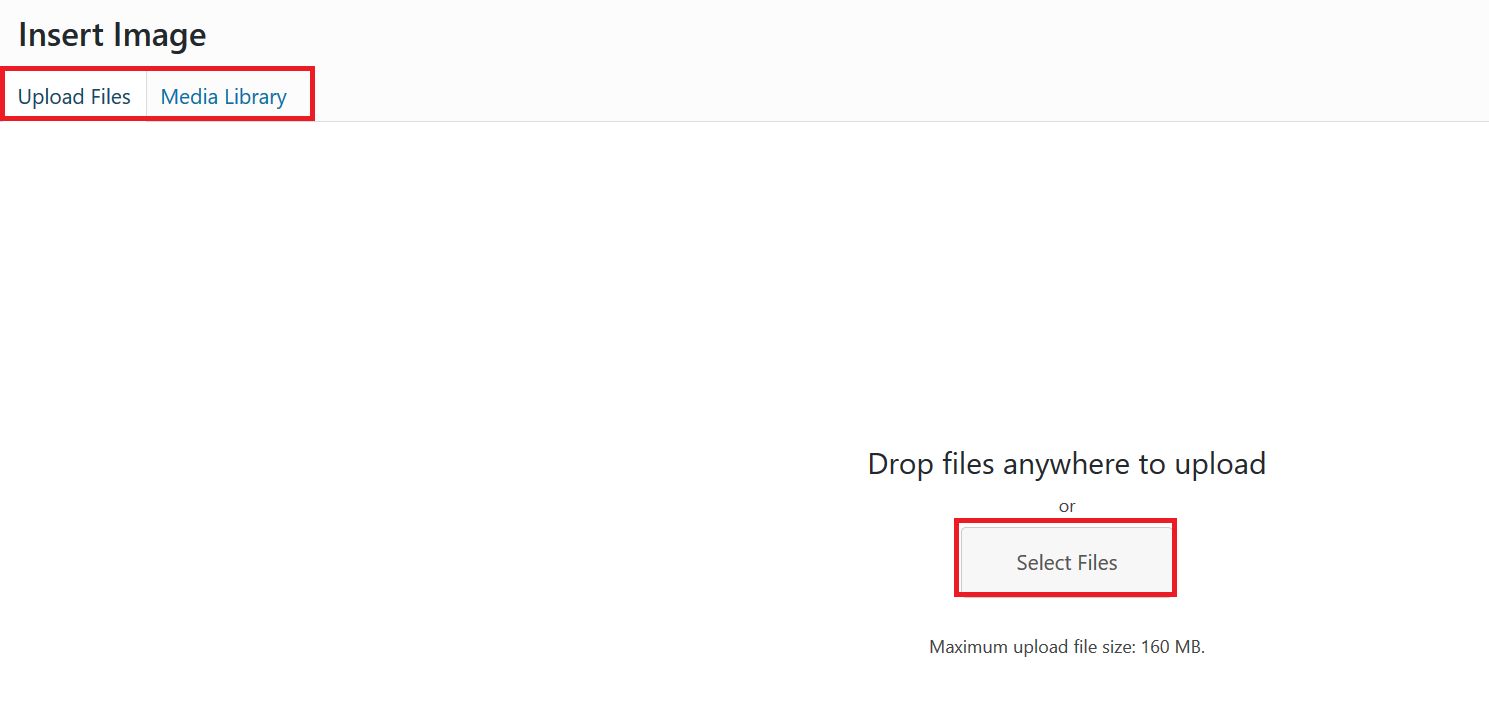 Insert Image
Upload Files Media Library
Drop files anywhere to upload
or
Select Files
Maximum upload file size: 160 MB.